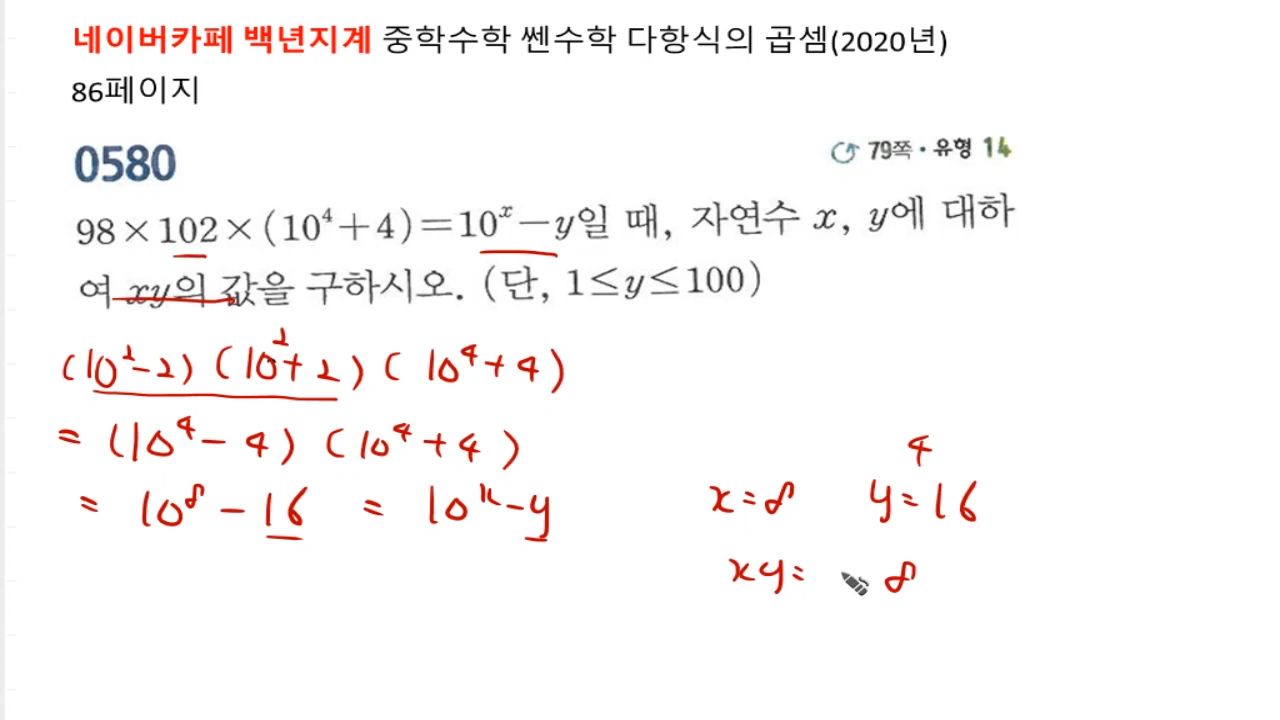 네이버카페 백년지계 중학수학 쎈수학 다항식의 곱셈(2020년)
86페이지
0580
79쪽 · 유형 14
98×102×(10⁴+4)=10ˣ−y일 때, 자연수 x, y에 대하
여 xy의 값을 구하시오. (단, 1≤y≤100)
(10²-2) (10²+2) (10⁴+4)
= (10⁴-4) (10⁴+4)
4
= 10⁸-16 = 10ˣ-y x=8 y=16
xy= 8